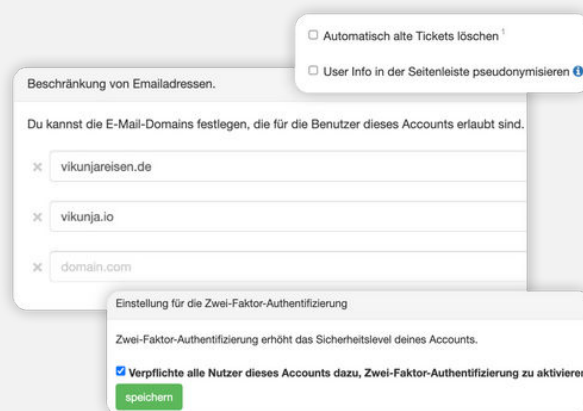 Automatisch alte Tickets löschen 1
User Info in der Seitenleiste pseudonymisieren
Beschränkung von Emailadressen.
Du kannst die E-Mail-Domains festlegen, die für die Benutzer dieses Accounts erlaubt sind.
vikunjareisen.de
vikunja.io
domain.com
Einstellung für die Zwei-Faktor-Authentifizierung
Zwei-Faktor-Authentifizierung erhöht das Sicherheitslevel deines Accounts.
Verpflichte alle Nutzer dieses Accounts dazu, Zwei-Faktor-Authentifizierung zu aktivieren
speichern